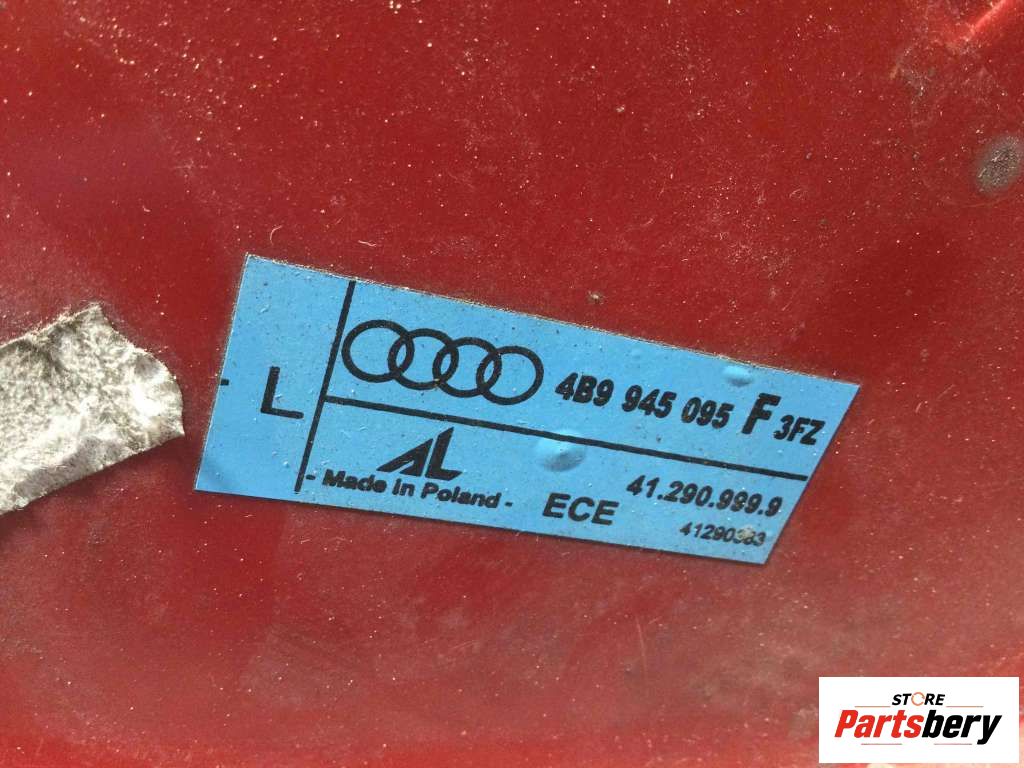 L
4B9 945 095 F 3FZ
AL
- Made in Poland -
ECE
41.290.999.9
STORE
Partsbery